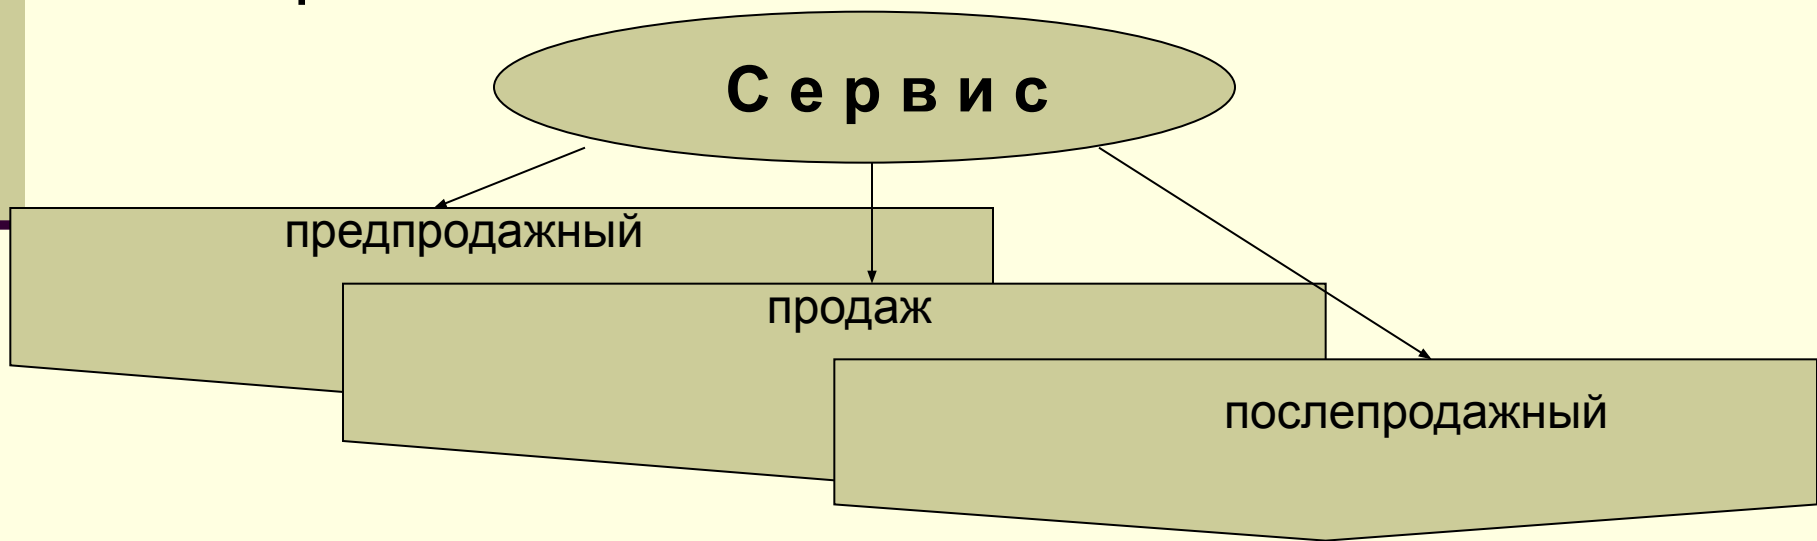 С е р в и с
предпродажный
продаж
послепродажный